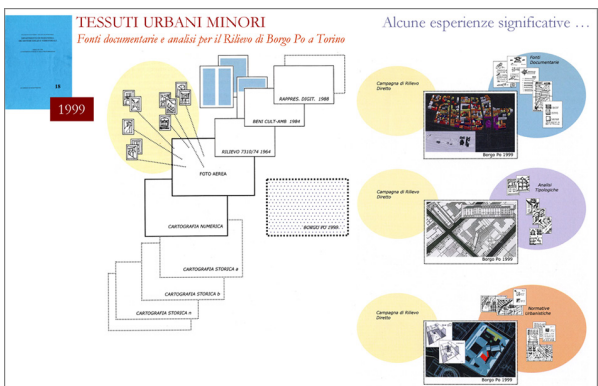 TESSUTI URBANI MINORI
Alcune esperienze significative …
Fonti documentarie e analisi per il Rilievo di Borgo Po a Torino
18
1999
RAPPRES. DIGIT. 1988
BENI CULT-AMB 1984
RILIEVO 7310/74 1964
FOTO AEREA
CARTOGRAFIA NUMERICA
BORGO PO 1998
CARTOGRAFIA STORICA a
CARTOGRAFIA STORICA b
CARTOGRAFIA STORICA n
Campagna di Rilievo
Diretto
Fonti
Documentarie
Borgo Po 1999
Campagna di Rilievo
Diretto
Analisi
Tipologiche
Borgo Po 1999
Campagna di Rilievo
Diretto
Normative
Urbanistiche
Borgo Po 1999